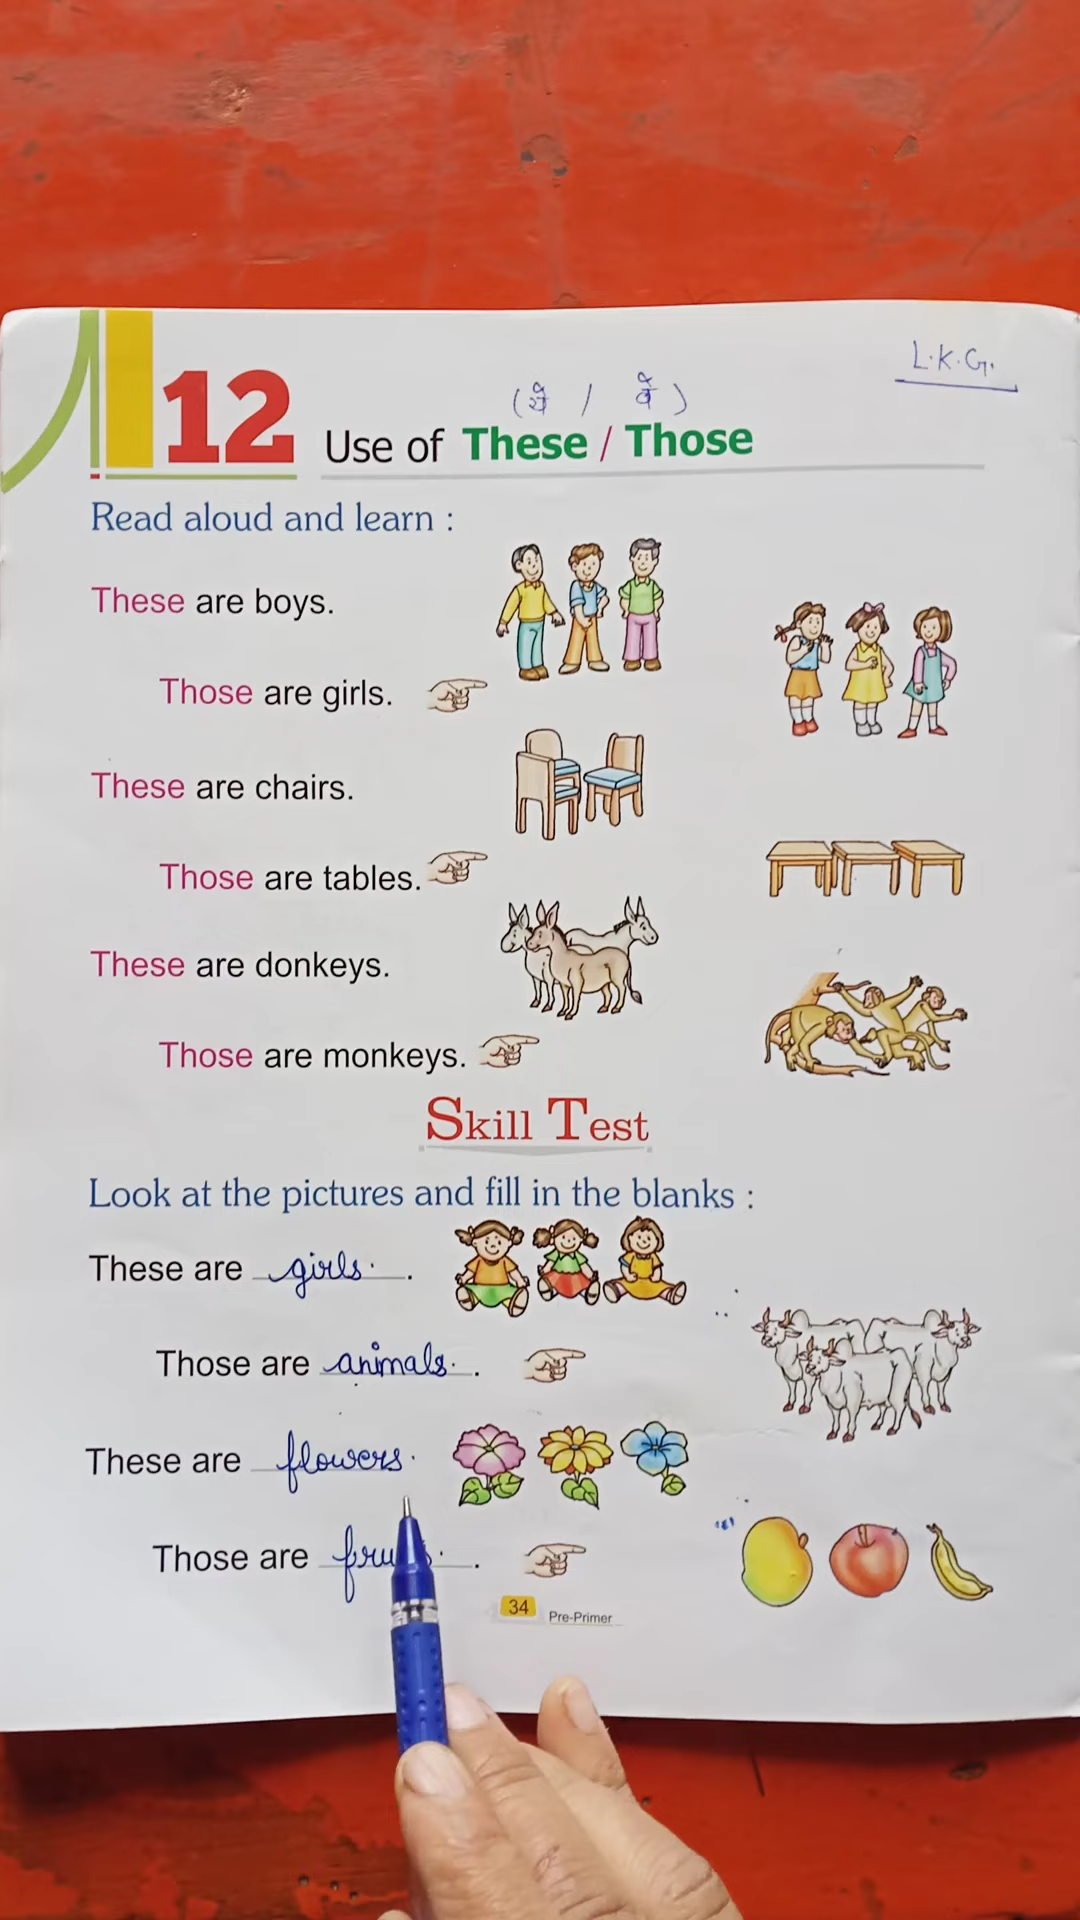 L.K.G.
(ये / वे)
12 Use of These / Those
Read aloud and learn :
These are boys.
Those are girls.
These are chairs.
Those are tables.
These are donkeys.
Those are monkeys.
Skill Test
Look at the pictures and fill in the blanks :
These are girls.
Those are animals.
These are flowers.
Those are
34 Pre-Primer